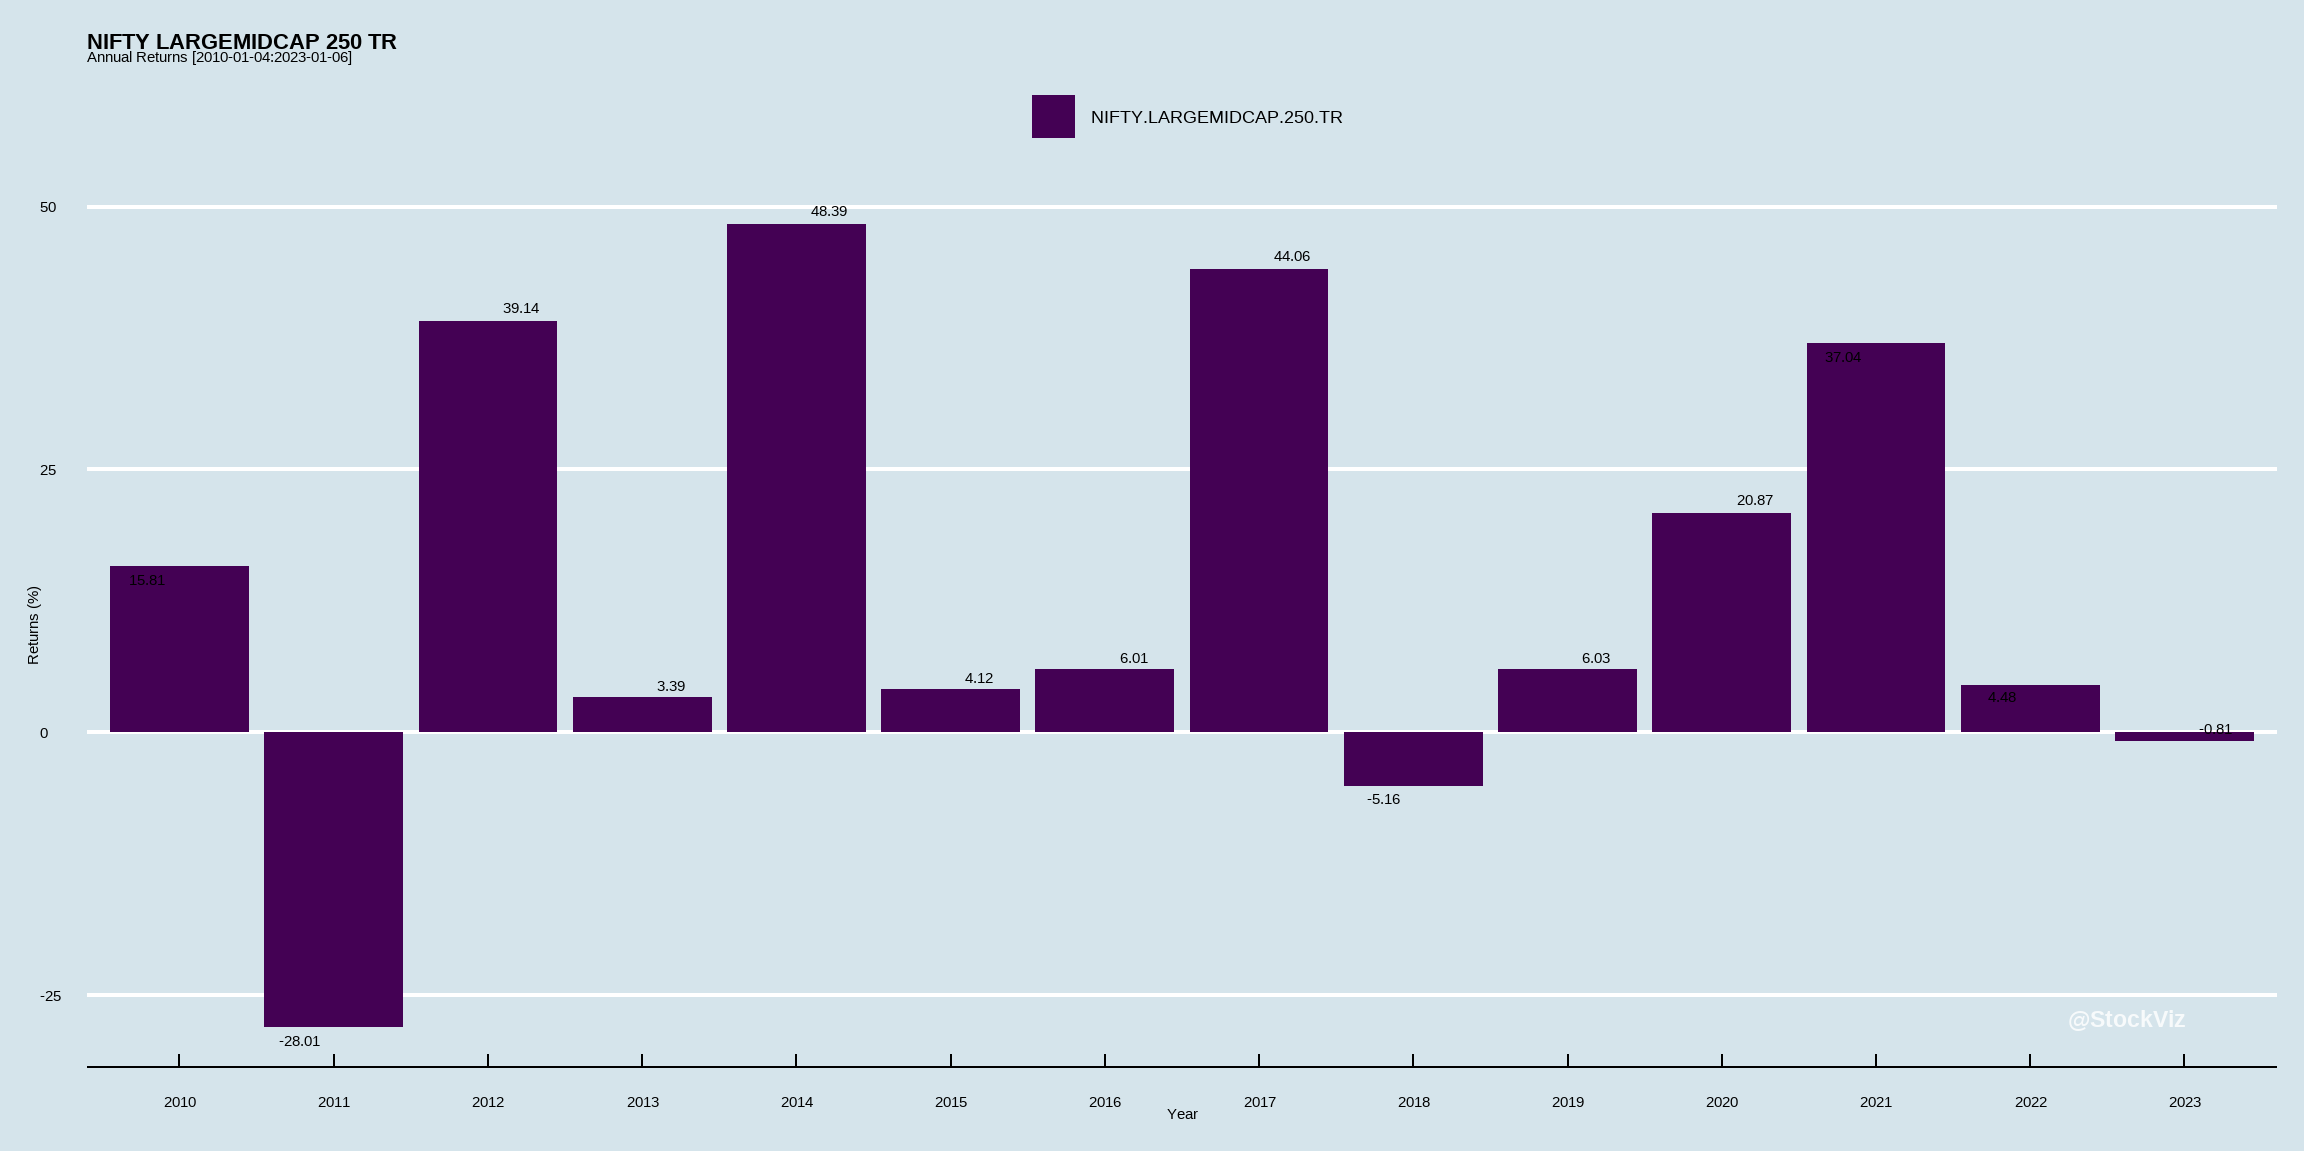 NIFTY LARGEMIDCAP 250 TR
Annual Returns [2010-01-04:2023-01-06]
NIFTY.LARGEMIDCAP.250.TR
50
48.39
44.06
39.14
37.04
25
20.87
15.81
Returns (%)
6.01
6.03
4.12
3.39
4.48
-0.81
0
-5.16
-25
@StockViz
-28.01
2010 2011 2012 2013 2014 2015 2016 2017 2018 2019 2020 2021 2022 2023
Year